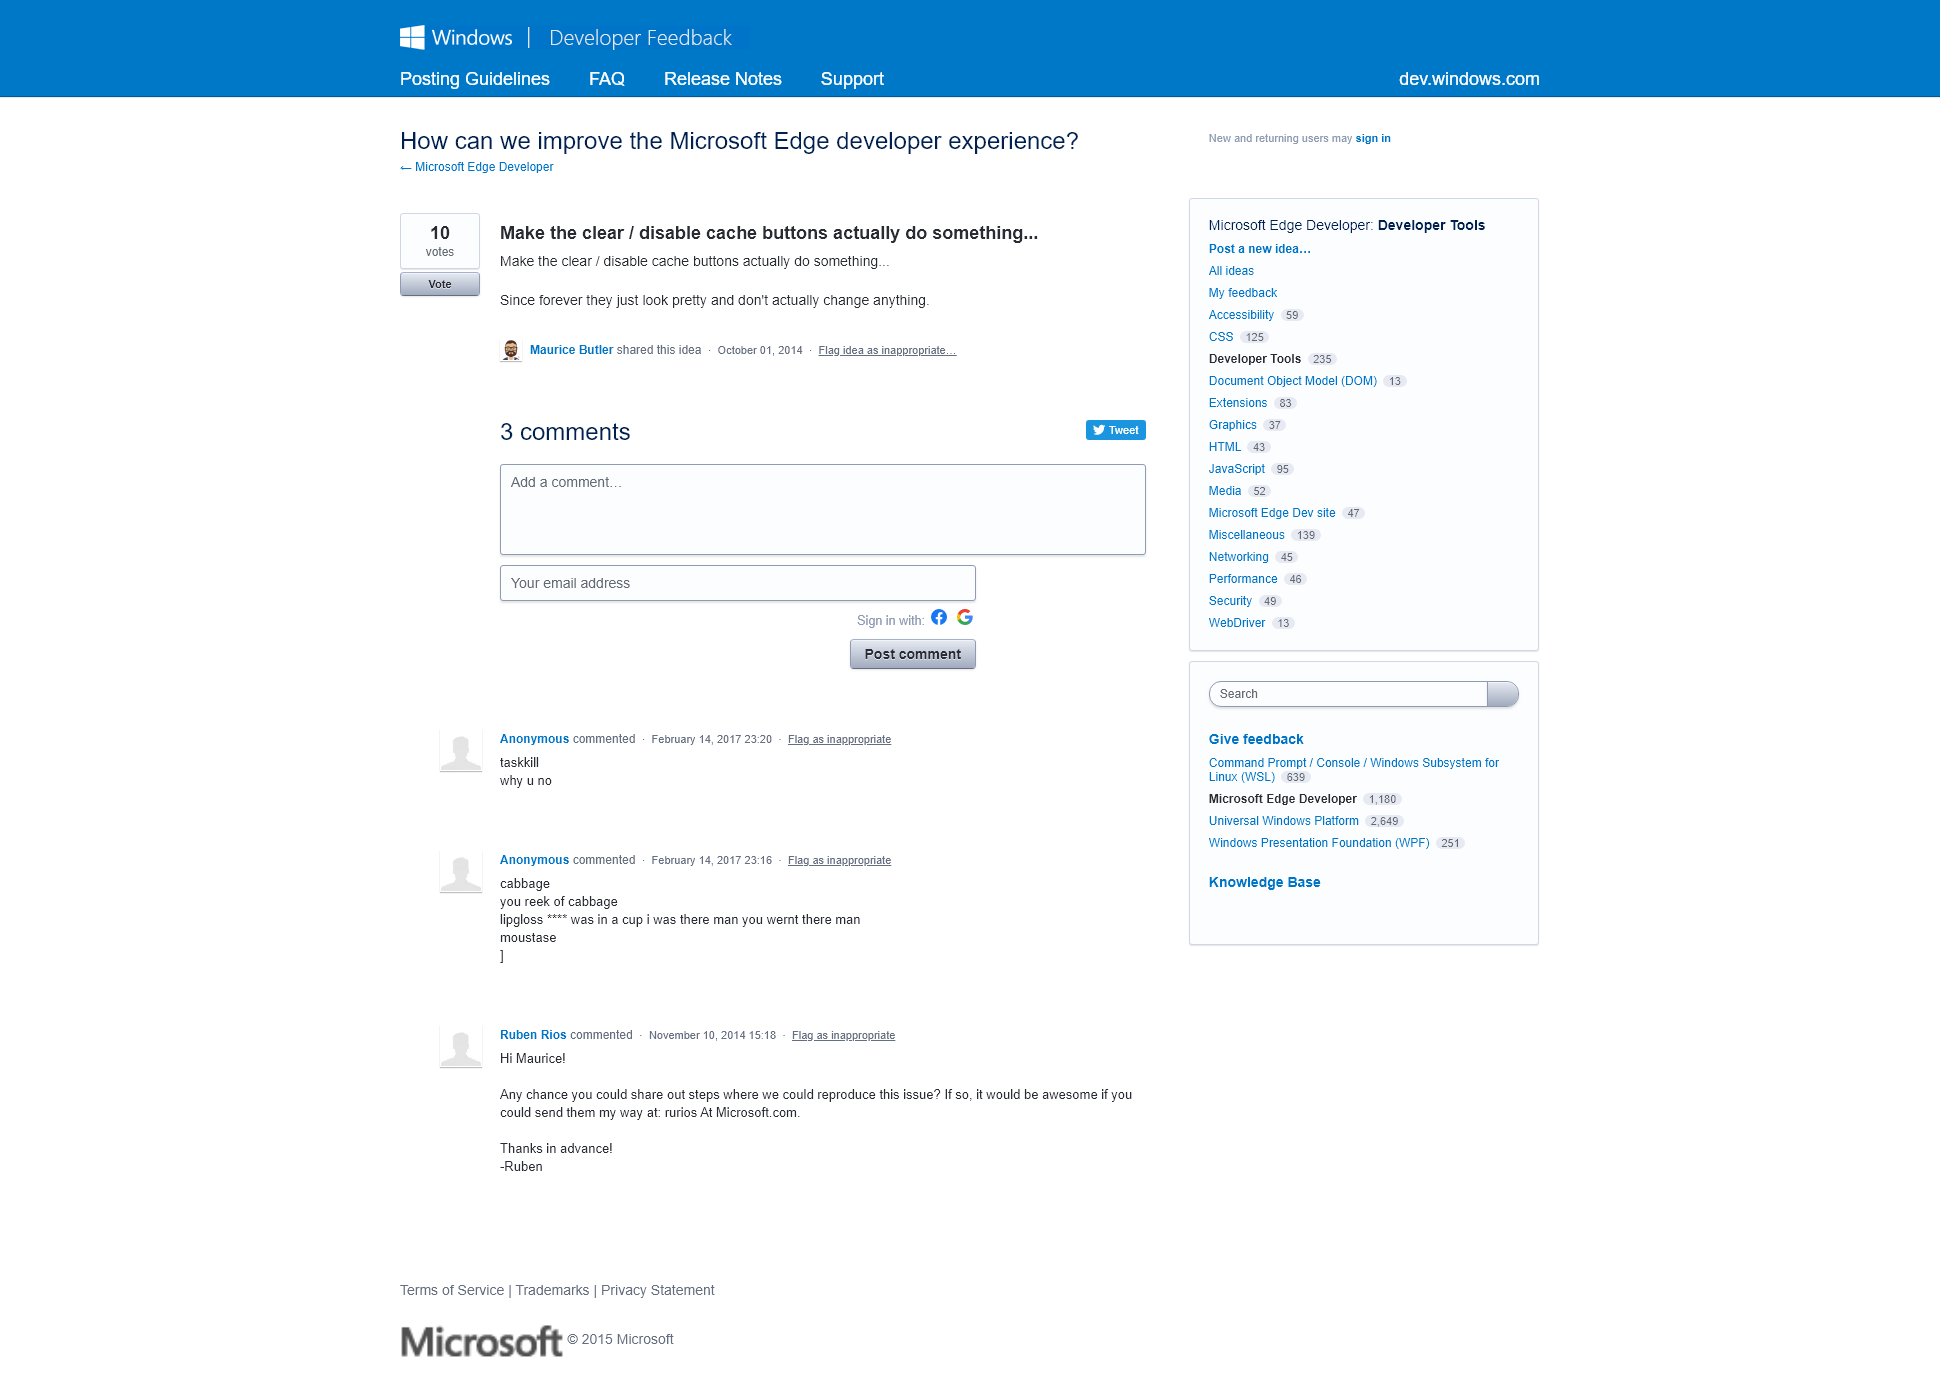 Windows | Developer Feedback
Posting Guidelines FAQ Release Notes Support dev.windows.com
How can we improve the Microsoft Edge developer experience?
← Microsoft Edge Developer
New and returning users may sign in
10
votes
Vote
Make the clear / disable cache buttons actually do something...
Make the clear / disable cache buttons actually do something...
Since forever they just look pretty and don't actually change anything.
Maurice Butler shared this idea · October 01, 2014 · Flag idea as inappropriate…
3 comments
Tweet
Add a comment…
Your email address
Sign in with:
Post comment
Anonymous commented · February 14, 2017 23:20 · Flag as inappropriate
taskkill
why u no
Anonymous commented · February 14, 2017 23:16 · Flag as inappropriate
cabbage
you reek of cabbage
lipgloss **** was in a cup i was there man you wernt there man
moustase
]
Ruben Rios commented · November 10, 2014 15:18 · Flag as inappropriate
Hi Maurice!
Any chance you could share out steps where we could reproduce this issue? If so, it would be awesome if you
could send them my way at: rurios At Microsoft.com.
Thanks in advance!
-Ruben
Microsoft Edge Developer: Developer Tools
Post a new idea…
All ideas
My feedback
Accessibility 59
CSS 125
Developer Tools 235
Document Object Model (DOM) 13
Extensions 83
Graphics 37
HTML 43
JavaScript 95
Media 52
Microsoft Edge Dev site 47
Miscellaneous 139
Networking 45
Performance 46
Security 49
WebDriver 13
Search
Give feedback
Command Prompt / Console / Windows Subsystem for
Linux (WSL) 639
Microsoft Edge Developer 1,180
Universal Windows Platform 2,649
Windows Presentation Foundation (WPF) 251
Knowledge Base
Terms of Service | Trademarks | Privacy Statement
Microsoft © 2015 Microsoft